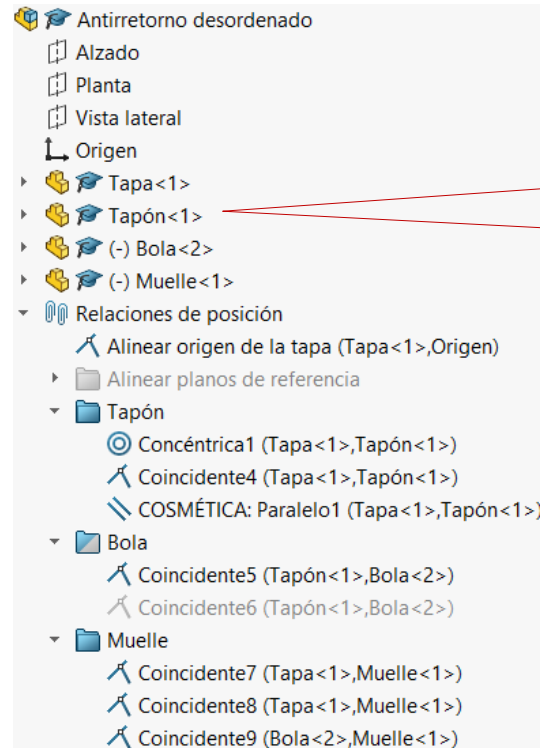 Antirretorno desordenado
Alzado
Planta
Vista lateral
Origen
Tapa<1>
Tapón<1>
(-) Bola<2>
(-) Muelle<1>
Relaciones de posición
Alinear origen de la tapa (Tapa<1>,Origen)
Alinear planos de referencia
Tapón
Concéntrica1 (Tapa<1>,Tapón<1>)
Coincidente4 (Tapa<1>,Tapón<1>)
COSMÉTICA: Paralelo1 (Tapa<1>,Tapón<1>)
Bola
Coincidente5 (Tapón<1>,Bola<2>)
Coincidente6 (Tapón<1>,Bola<2>)
Muelle
Coincidente7 (Tapa<1>,Muelle<1>)
Coincidente8 (Tapa<1>,Muelle<1>)
Coincidente9 (Bola<2>,Muelle<1>)